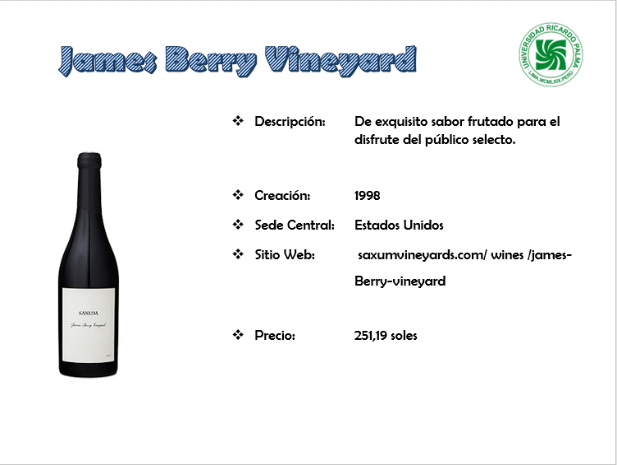 James Berry Vineyard
UNIVERSIDAD RICARDO PALMA
LIMA, MCMLXIX, PERÚ
❖ Descripción: De exquisito sabor frutado para el
disfrute del público selecto.
❖ Creación: 1998
❖ Sede Central: Estados Unidos
❖ Sitio Web: saxumvineyards.com/ wines /james-
Berry-vineyard
❖ Precio: 251,19 soles
James Berry Vineyard